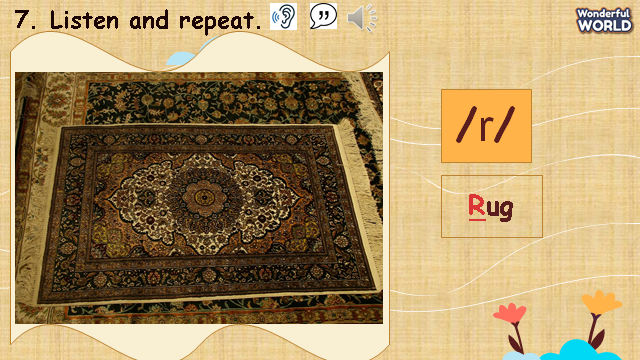 7. Listen and repeat.
Wonderful
WORLD
/r/
Rug